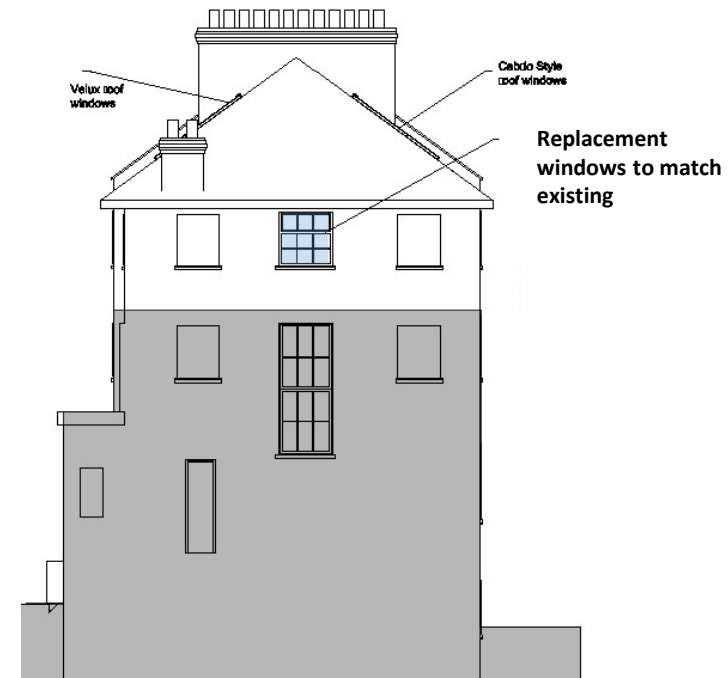 Velux roof
windows
Cabrio Style
roof windows
Replacement
windows to match
existing